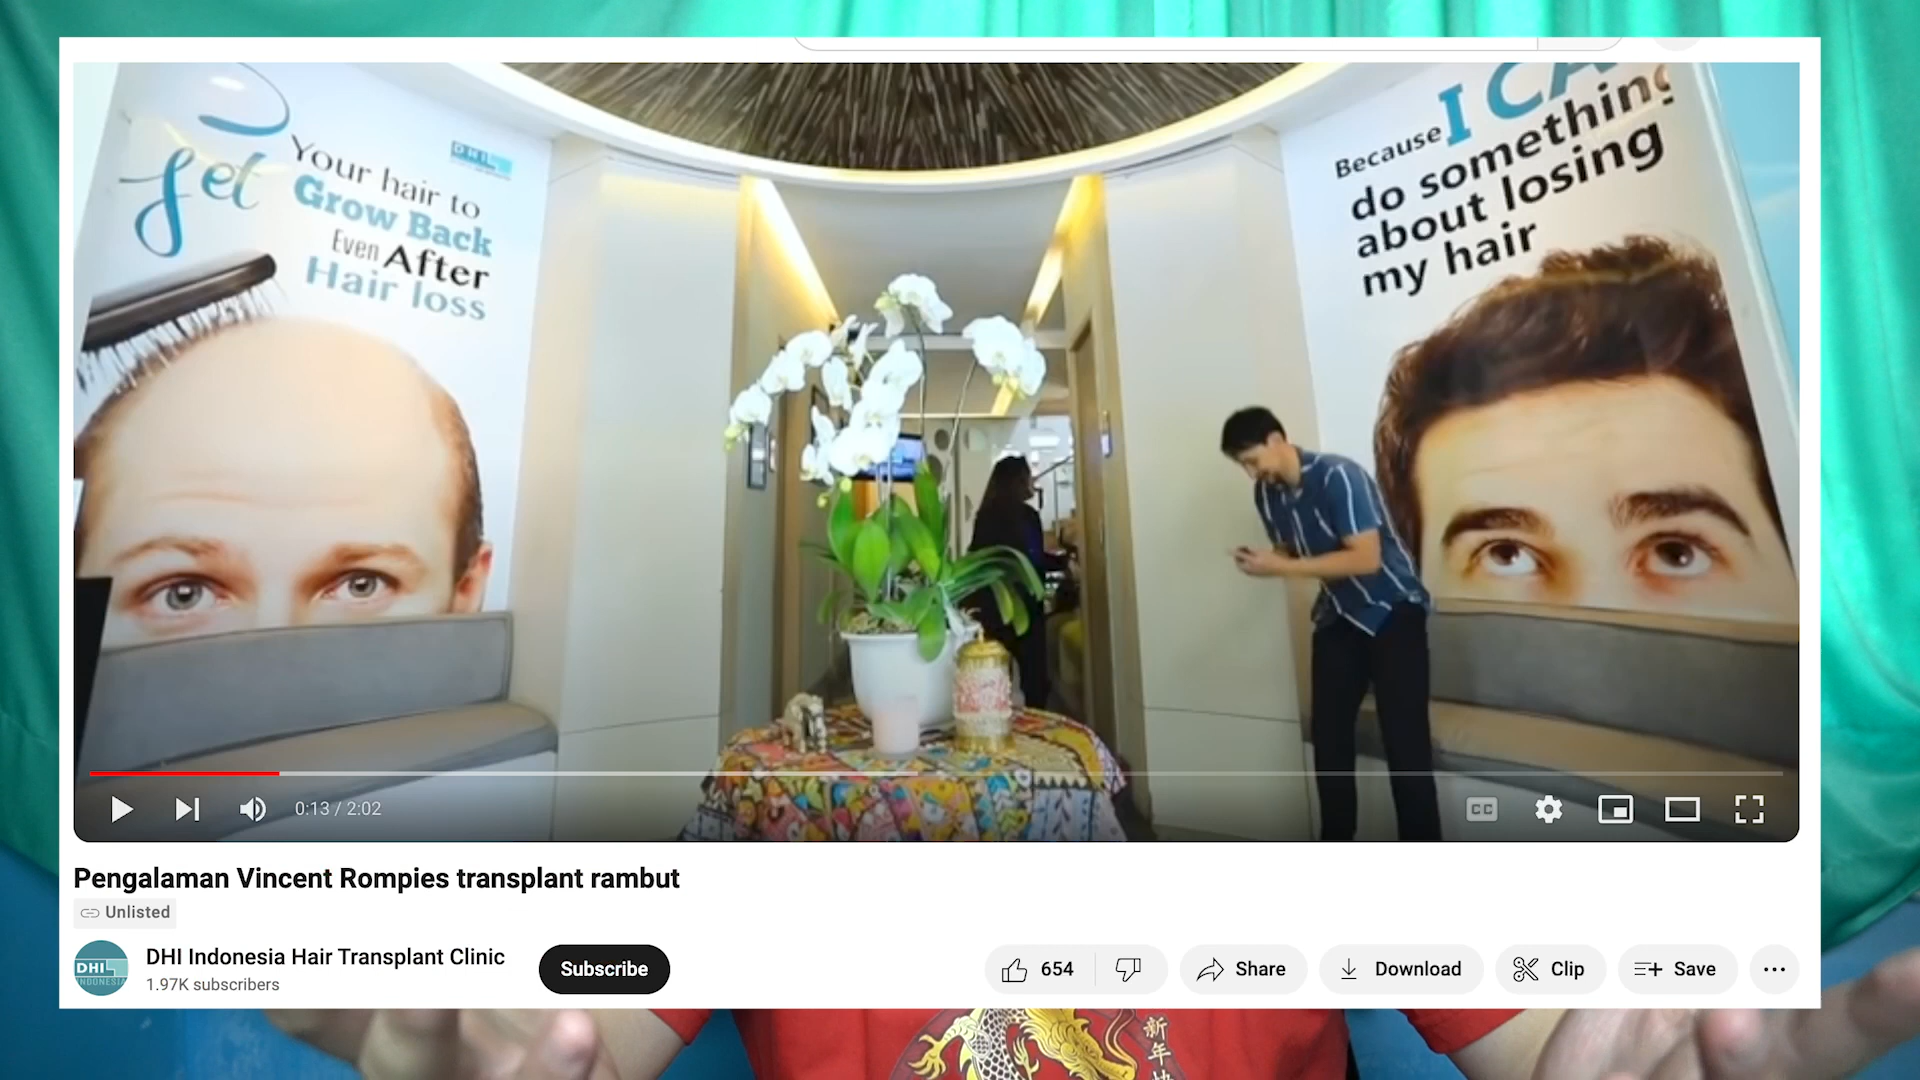 Get
Your hair to
Grow Back
Even After
Hair loss
DHI
Because I CA
do something
about losing
my hair
0:13 / 2:02
CC
Pengalaman Vincent Rompies transplant rambut
Unlisted
DHI
INDONESIA
DHI Indonesia Hair Transplant Clinic
1.97K subscribers
Subscribe
654
Share
Download
Clip
Save
新
年